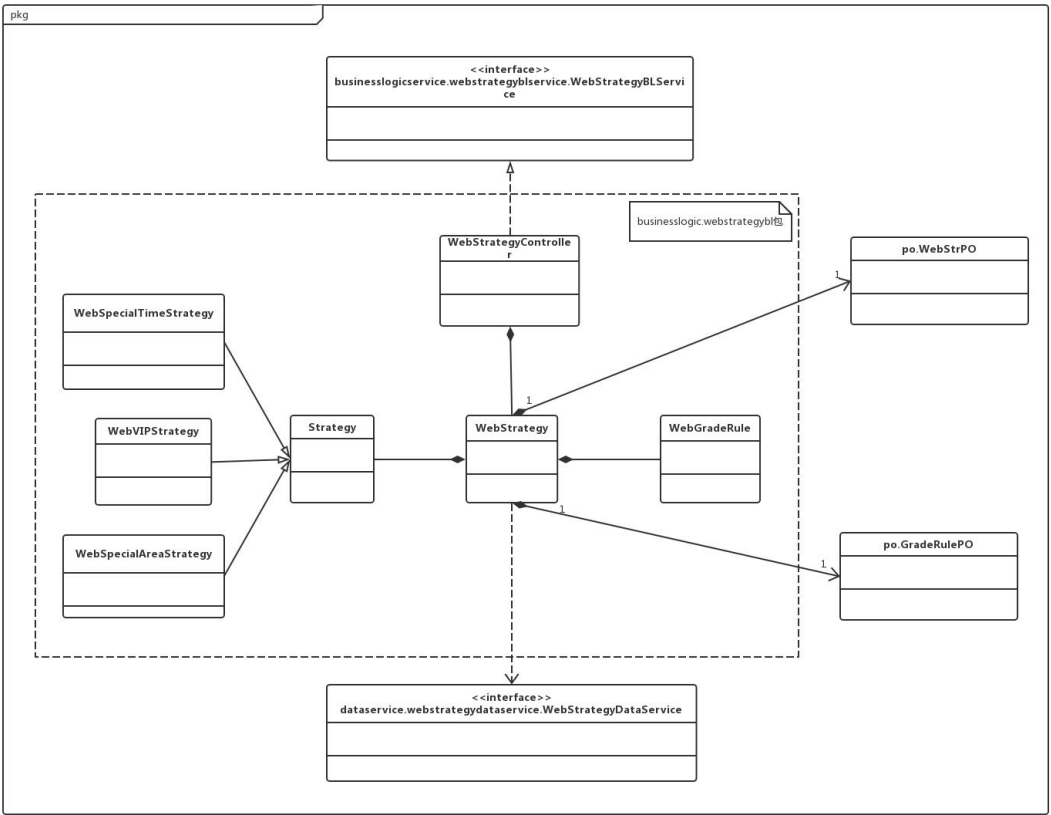 pkg
<<interface>>
businesslogicservice.webstrategyblservice.WebStrategyBLServi
ce
businesslogic.webstrategybl包
WebStrategyControlle
r
po.WebStrPO
1
WebSpecialTimeStrategy
1
WebVIPStrategy
Strategy
WebStrategy
WebGradeRule
1
WebSpecialAreaStrategy
po.GradeRulePO
1
<<interface>>
dataservice.webstrategydataservice.WebStrategyDataService